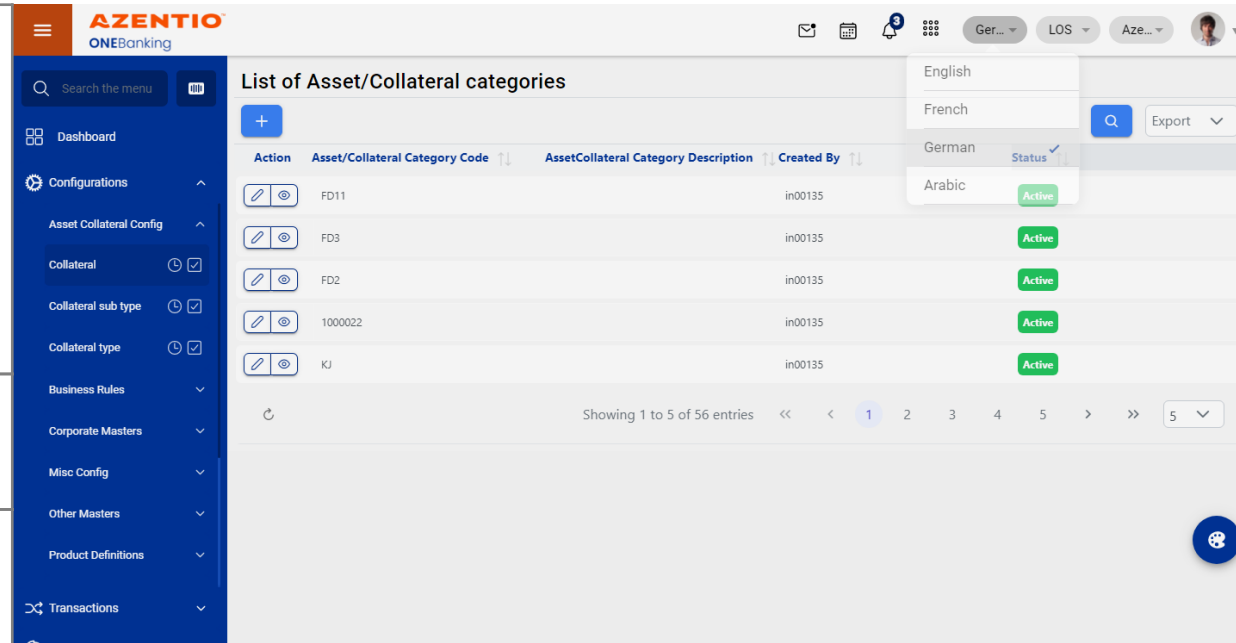 AZENTIO
ONEBanking
3
Ger...
LOS
Aze...
Search the menu
Dashboard
Configurations
Asset Collateral Config
Collateral
Collateral sub type
Collateral type
Business Rules
Corporate Masters
Misc Config
Other Masters
Product Definitions
Transactions
List of Asset/Collateral categories
English
French
German
Arabic
+
Export
Action Asset/Collateral Category Code AssetCollateral Category Description Created By Status
FD11 in00135 Active
FD3 in00135 Active
FD2 in00135 Active
1000022 in00135 Active
KJ in00135 Active
Showing 1 to 5 of 56 entries << < 1 2 3 4 5 > >> 5